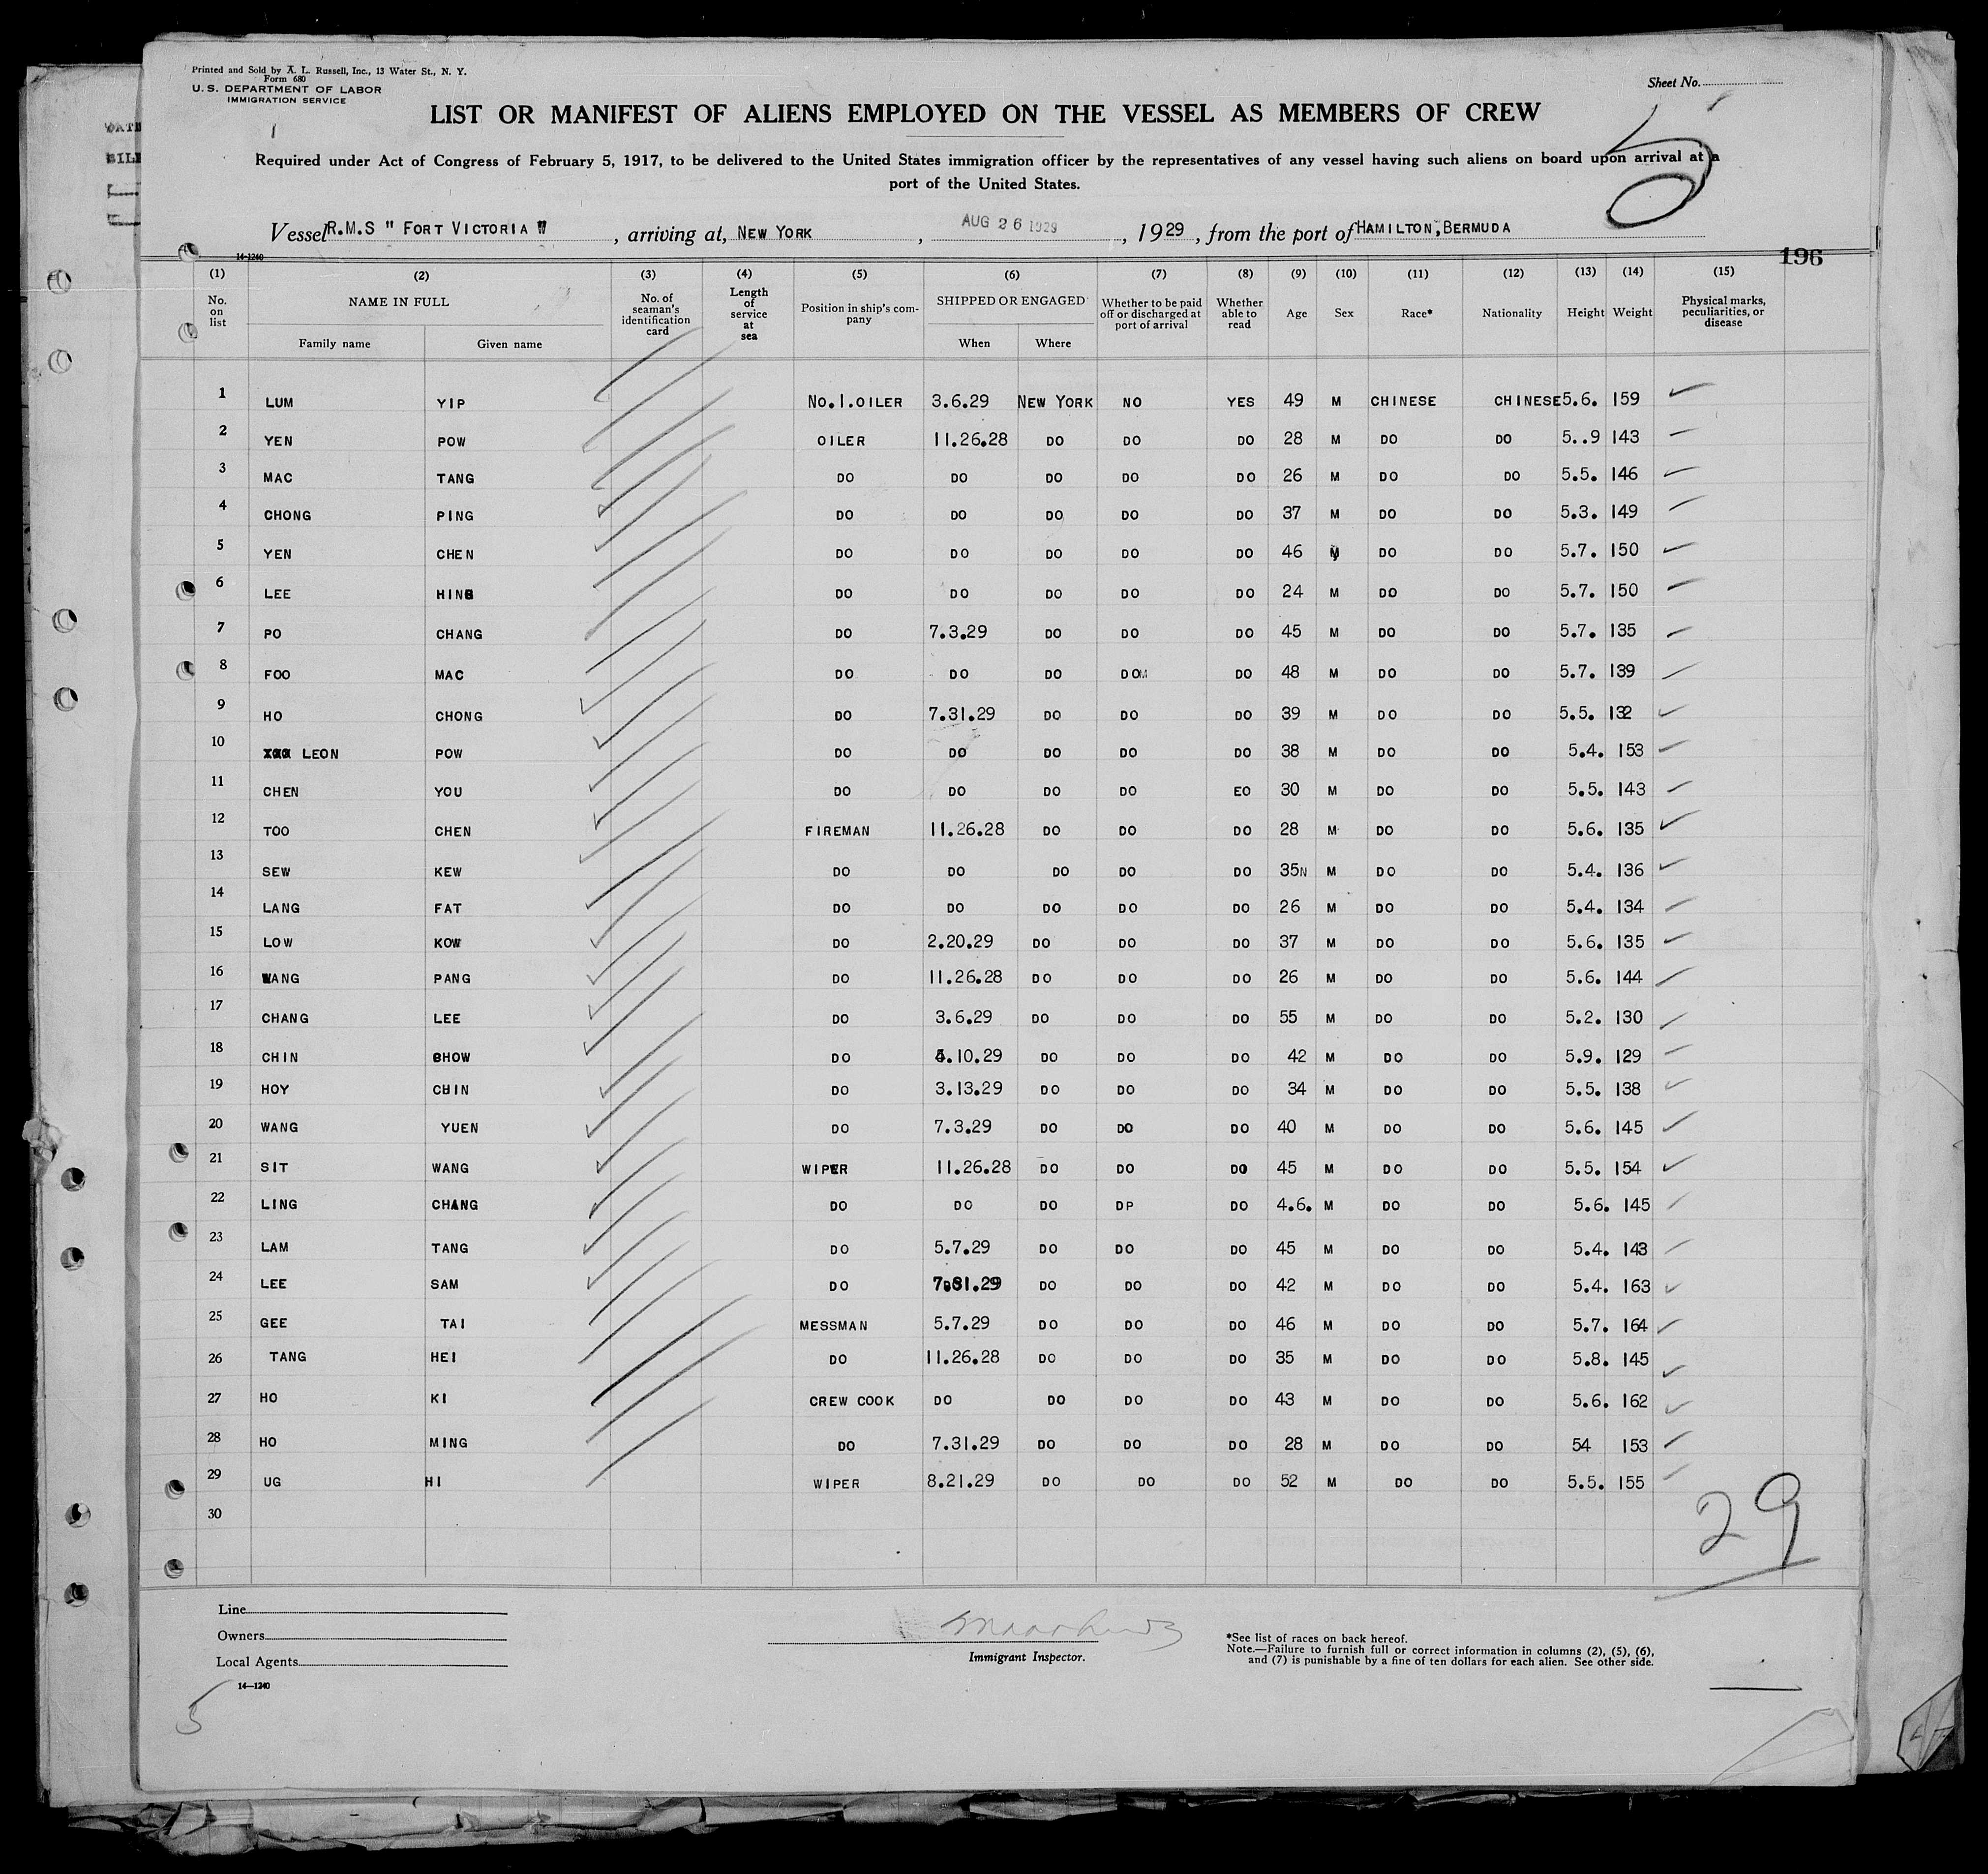 Printed and Sold by A. L. Russell, Inc., 13 Water St., N. Y.
Form 680
U. S. DEPARTMENT OF LABOR
IMMIGRATION SERVICE
Sheet No.
5
LIST OR MANIFEST OF ALIENS EMPLOYED ON THE VESSEL AS MEMBERS OF CREW
Required under Act of Congress of February 5, 1917, to be delivered to the United States immigration officer by the representatives of any vessel having such aliens on board upon arrival at a
port of the United States.
Vessel R.M.S " FORT VICTORIA " , arriving at, NEW YORK , AUG 26 1929 , 1929 , from the port of HAMILTON, BERMUDA
14-1240
196
(1) (2) (3) (4) (5) (6) (7) (8) (9) (10) (11) (12) (13) (14) (15)
No. on list NAME IN FULL Family name Given name No. of seaman's identification card Length of service at sea Position in ship's company SHIPPED OR ENGAGED When Where Whether to be paid off or discharged at port of arrival Whether able to read Age Sex Race* Nationality Height Weight Physical marks, peculiarities, or disease
1 LUM YIP NO.1.OILER 3.6.29 NEW YORK NO YES 49 M CHINESE CHINESE 5.6. 159
2 YEN POW OILER 11.26.28 DO DO DO 28 M DO DO 5..9 143
3 MAC TANG DO DO DO DO DO 26 M DO DO 5.5. 146
4 CHONG PING DO DO DO DO DO 37 M DO DO 5.3. 149
5 YEN CHEN DO DO DO DO DO 46 M DO DO 5.7. 150
6 LEE HING DO DO DO DO DO 24 M DO DO 5.7. 150
7 PO CHANG DO 7.3.29 DO DO DO 45 M DO DO 5.7. 135
8 FOO MAC DO DO DO DO DO 48 M DO DO 5.7. 139
9 HO CHONG DO 7.31.29 DO DO DO 39 M DO DO 5.5. 132
10 LEON POW DO DO DO DO DO 38 M DO DO 5.4. 153
11 CHEN YOU DO DO DO DO EO 30 M DO DO 5.5. 143
12 TOO CHEN FIREMAN 11.26.28 DO DO DO 28 M DO DO 5.6. 135
13 SEW KEW DO DO DO DO DO 35N M DO DO 5.4. 136
14 LANG FAT DO DO DO DO DO 26 M DO DO 5.4. 134
15 LOW KOW DO 2.20.29 DO DO DO 37 M DO DO 5.6. 135
16 WANG PANG DO 11.26.28 DO DO DO 26 M DO DO 5.6. 144
17 CHANG LEE DO 3.6.29 DO DO DO 55 M DO DO 5.2. 130
18 CHIN CHOW DO 4.10.29 DO DO DO 42 M DO DO 5.9. 129
19 HOY CHIN DO 3.13.29 DO DO DO 34 M DO DO 5.5. 138
20 WANG YUEN DO 7.3.29 DO DO DO 40 M DO DO 5.6. 145
21 SIT WANG WIPER 11.26.28 DO DO DO 45 M DO DO 5.5. 154
22 LING CHANG DO DO DO DP DO 4.6. M DO DO 5.6. 145
23 LAM TANG DO 5.7.29 DO DO DO 45 M DO DO 5.4. 143
24 LEE SAM DO 7.31.29 DO DO DO 42 M DO DO 5.4. 163
25 GEE TAI MESSMAN 5.7.29 DO DO DO 46 M DO DO 5.7. 164
26 TANG HEI DO 11.26.28 DO DO DO 35 M DO DO 5.8. 145
27 HO KI CREW COOK DO DO DO DO 43 M DO DO 5.6. 162
28 HO MING DO 7.31.29 DO DO DO 28 M DO DO 54 153
29 UG HI WIPER 8.21.29 DO DO DO 52 M DO DO 5.5. 155
30
29
Line
Owners
Local Agents
14—1240
Immigrant Inspector.
*See list of races on back hereof.
Note.—Failure to furnish full or correct information in columns (2), (5), (6),
and (7) is punishable by a fine of ten dollars for each alien. See other side.
5